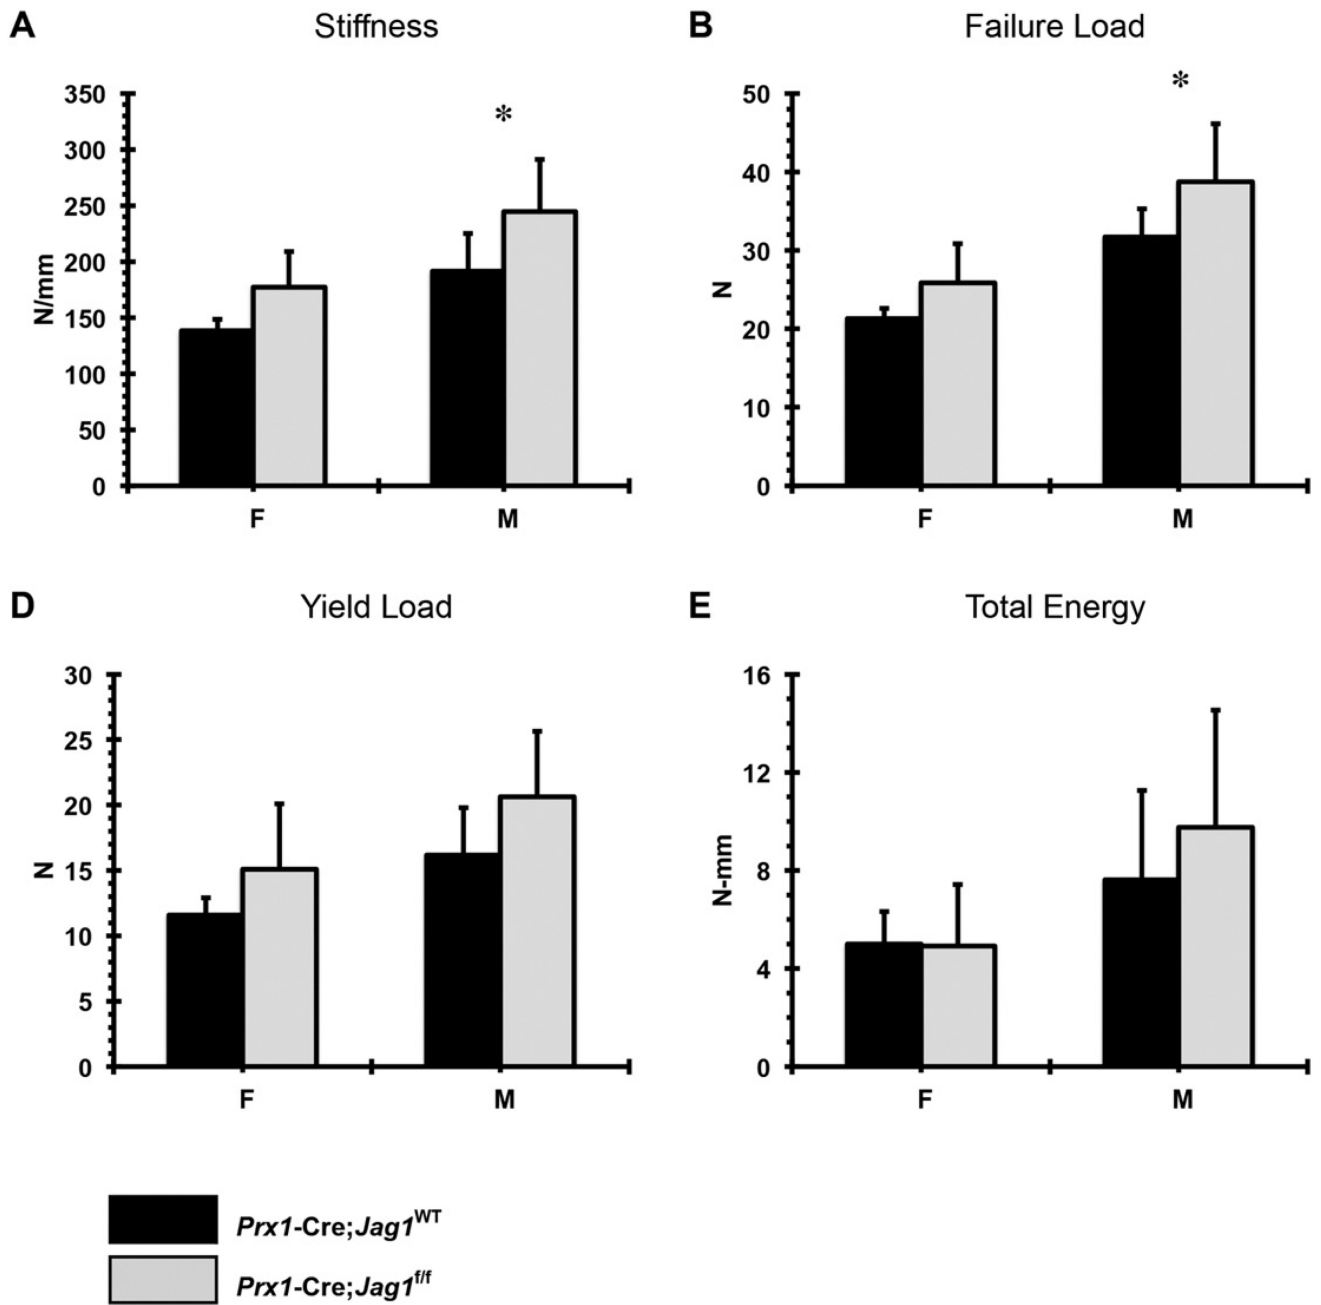 A Stiffness
350
300
250
200
150
100
50
0
N/mm
F M
*
B Failure Load
50
40
30
20
10
0
N
F M
*
D Yield Load
30
25
20
15
10
5
0
N
F M
E Total Energy
16
12
8
4
0
N-mm
F M
Prx1-Cre;Jag1WT
Prx1-Cre;Jag1f/f